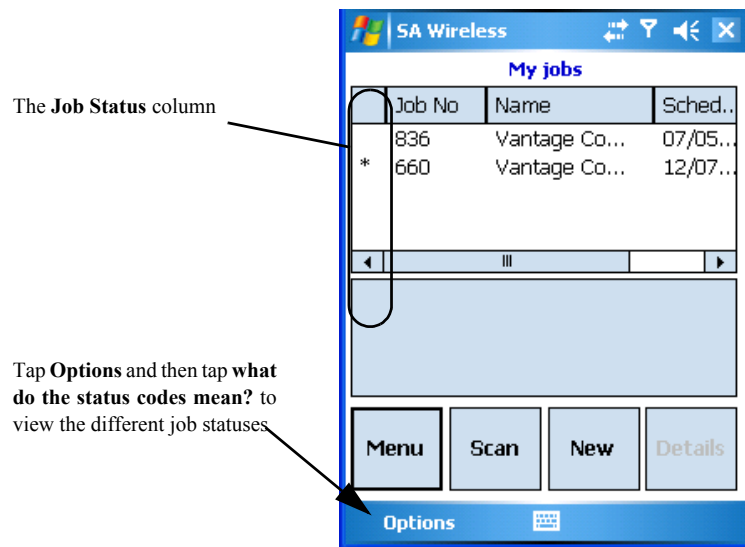 SA Wireless
My jobs
The Job Status column
Job No Name Sched..
836 Vantage Co... 07/05...
* 660 Vantage Co... 12/07...
Tap Options and then tap what
do the status codes mean? to
view the different job statuses
Menu Scan New Details
Options